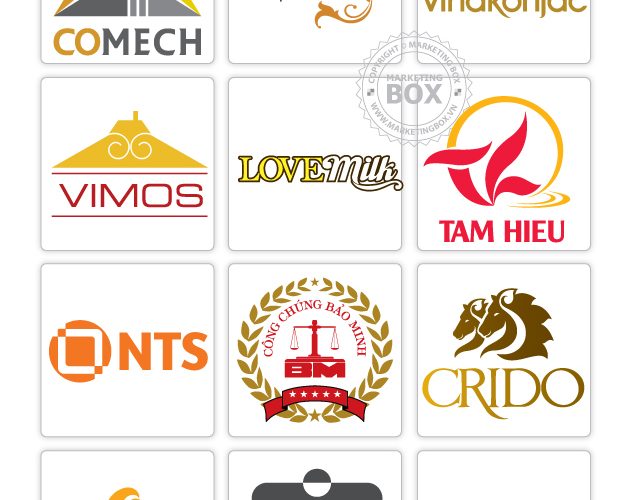 COMECH
vinakonjac
COPYRIGHT © MARKETING BOX
MARKETING
BOX
WWW.MARKETINGBOX.VN
VIMOS
LOVEMilk
TAM HIEU
NTS
CÔNG CHỨNG BẢO MINH
BM
CRIDO